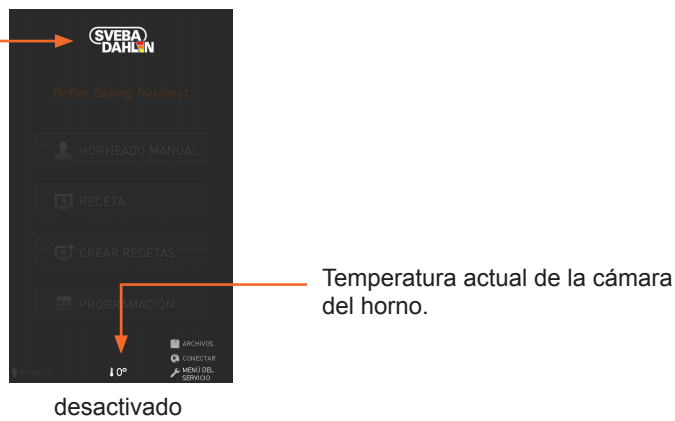 SVEBA
DAHLEN
Better baking business
HORNEADO MANUAL
RECETA
CREAR RECETAS
PROGRAMACIÓN
Temperatura actual de la cámara
del horno.
ARCHIVOS
CONECTAR
0°
MENÚ DEL
SERVICIO
desactivado